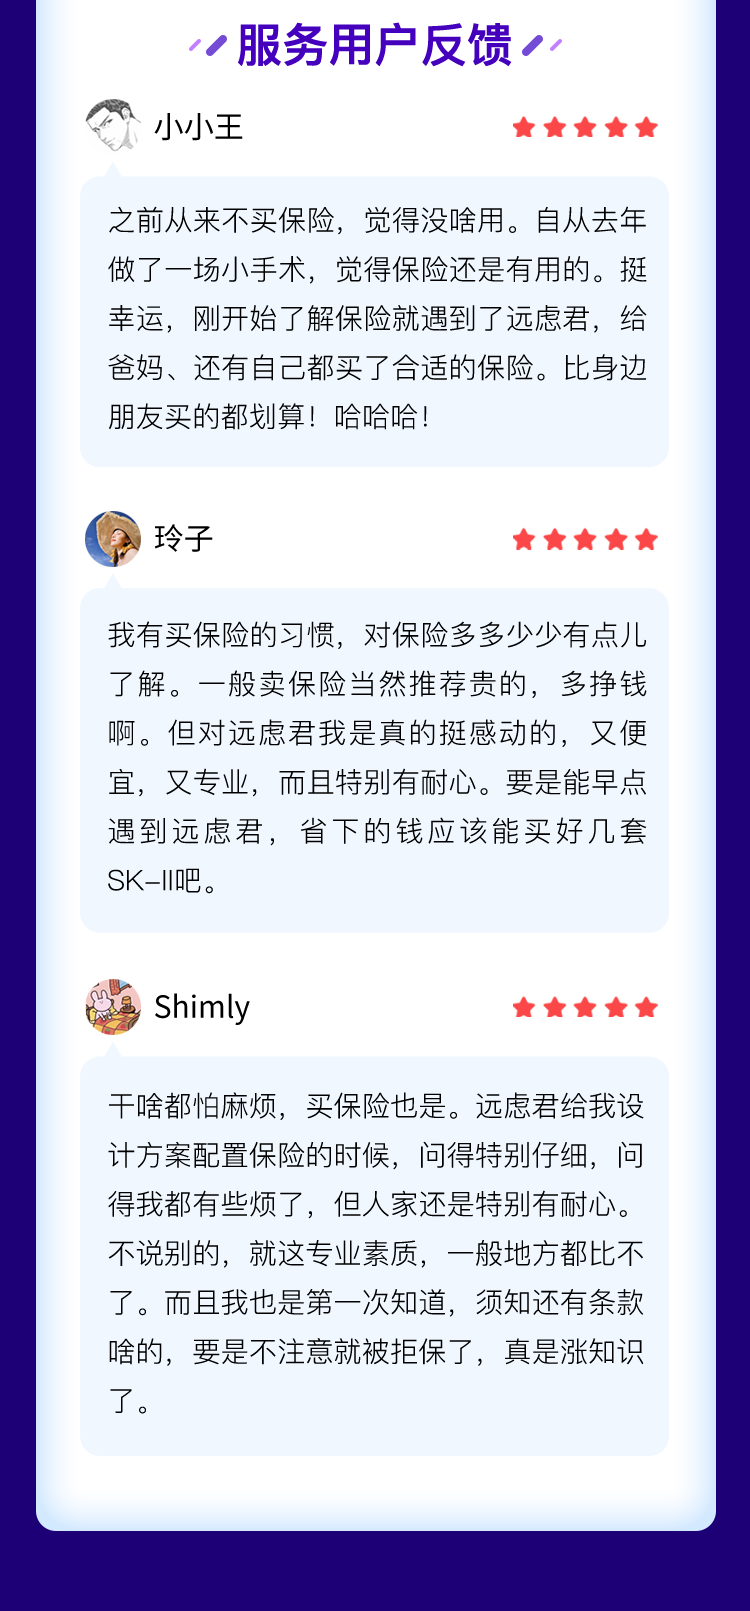 服务用户反馈
小小王
之前从来不买保险，觉得没啥用。自从去年
做了一场小手术，觉得保险还是有用的。挺
幸运，刚开始了解保险就遇到了远虑君，给
爸妈、还有自己都买了合适的保险。比身边
朋友买的都划算！哈哈哈！
玲子
我有买保险的习惯，对保险多多少少有点儿
了解。一般卖保险当然推荐贵的，多挣钱
啊。但对远虑君我是真的挺感动的，又便
宜，又专业，而且特别有耐心。要是能早点
遇到远虑君，省下的钱应该能买好几套
SK-II吧。
Shimly
干啥都怕麻烦，买保险也是。远虑君给我设
计方案配置保险的时候，问得特别仔细，问
得我都有些烦了，但人家还是特别有耐心。
不说别的，就这专业素质，一般地方都比不
了。而且我也是第一次知道，须知还有条款
啥的，要是不注意就被拒保了，真是涨知识
了。